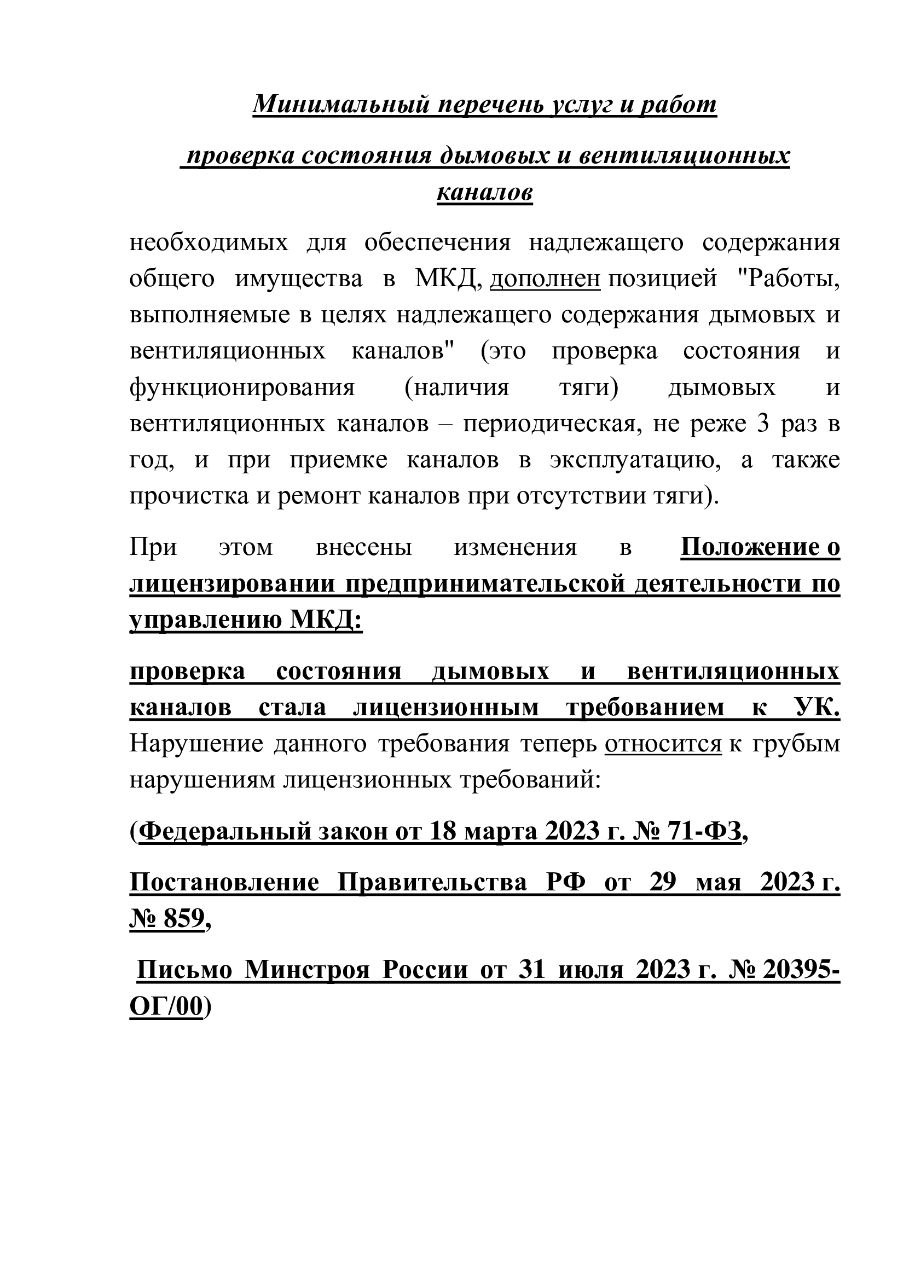 Минимальный перечень услуг и работ
проверка состояния дымовых и вентиляционных
каналов
необходимых для обеспечения надлежащего содержания
общего имущества в МКД, дополнен позицией "Работы,
выполняемые в целях надлежащего содержания дымовых и
вентиляционных каналов" (это проверка состояния и
функционирования (наличия тяги) дымовых и
вентиляционных каналов – периодическая, не реже 3 раз в
год, и при приемке каналов в эксплуатацию, а также
прочистка и ремонт каналов при отсутствии тяги).
При этом внесены изменения в Положение о
лицензировании предпринимательской деятельности по
управлению МКД:
проверка состояния дымовых и вентиляционных
каналов стала лицензионным требованием к УК.
Нарушение данного требования теперь относится к грубым
нарушениям лицензионных требований:
(Федеральный закон от 18 марта 2023 г. № 71-ФЗ,
Постановление Правительства РФ от 29 мая 2023 г.
№ 859,
Письмо Минстроя России от 31 июля 2023 г. № 20395-
ОГ/00)